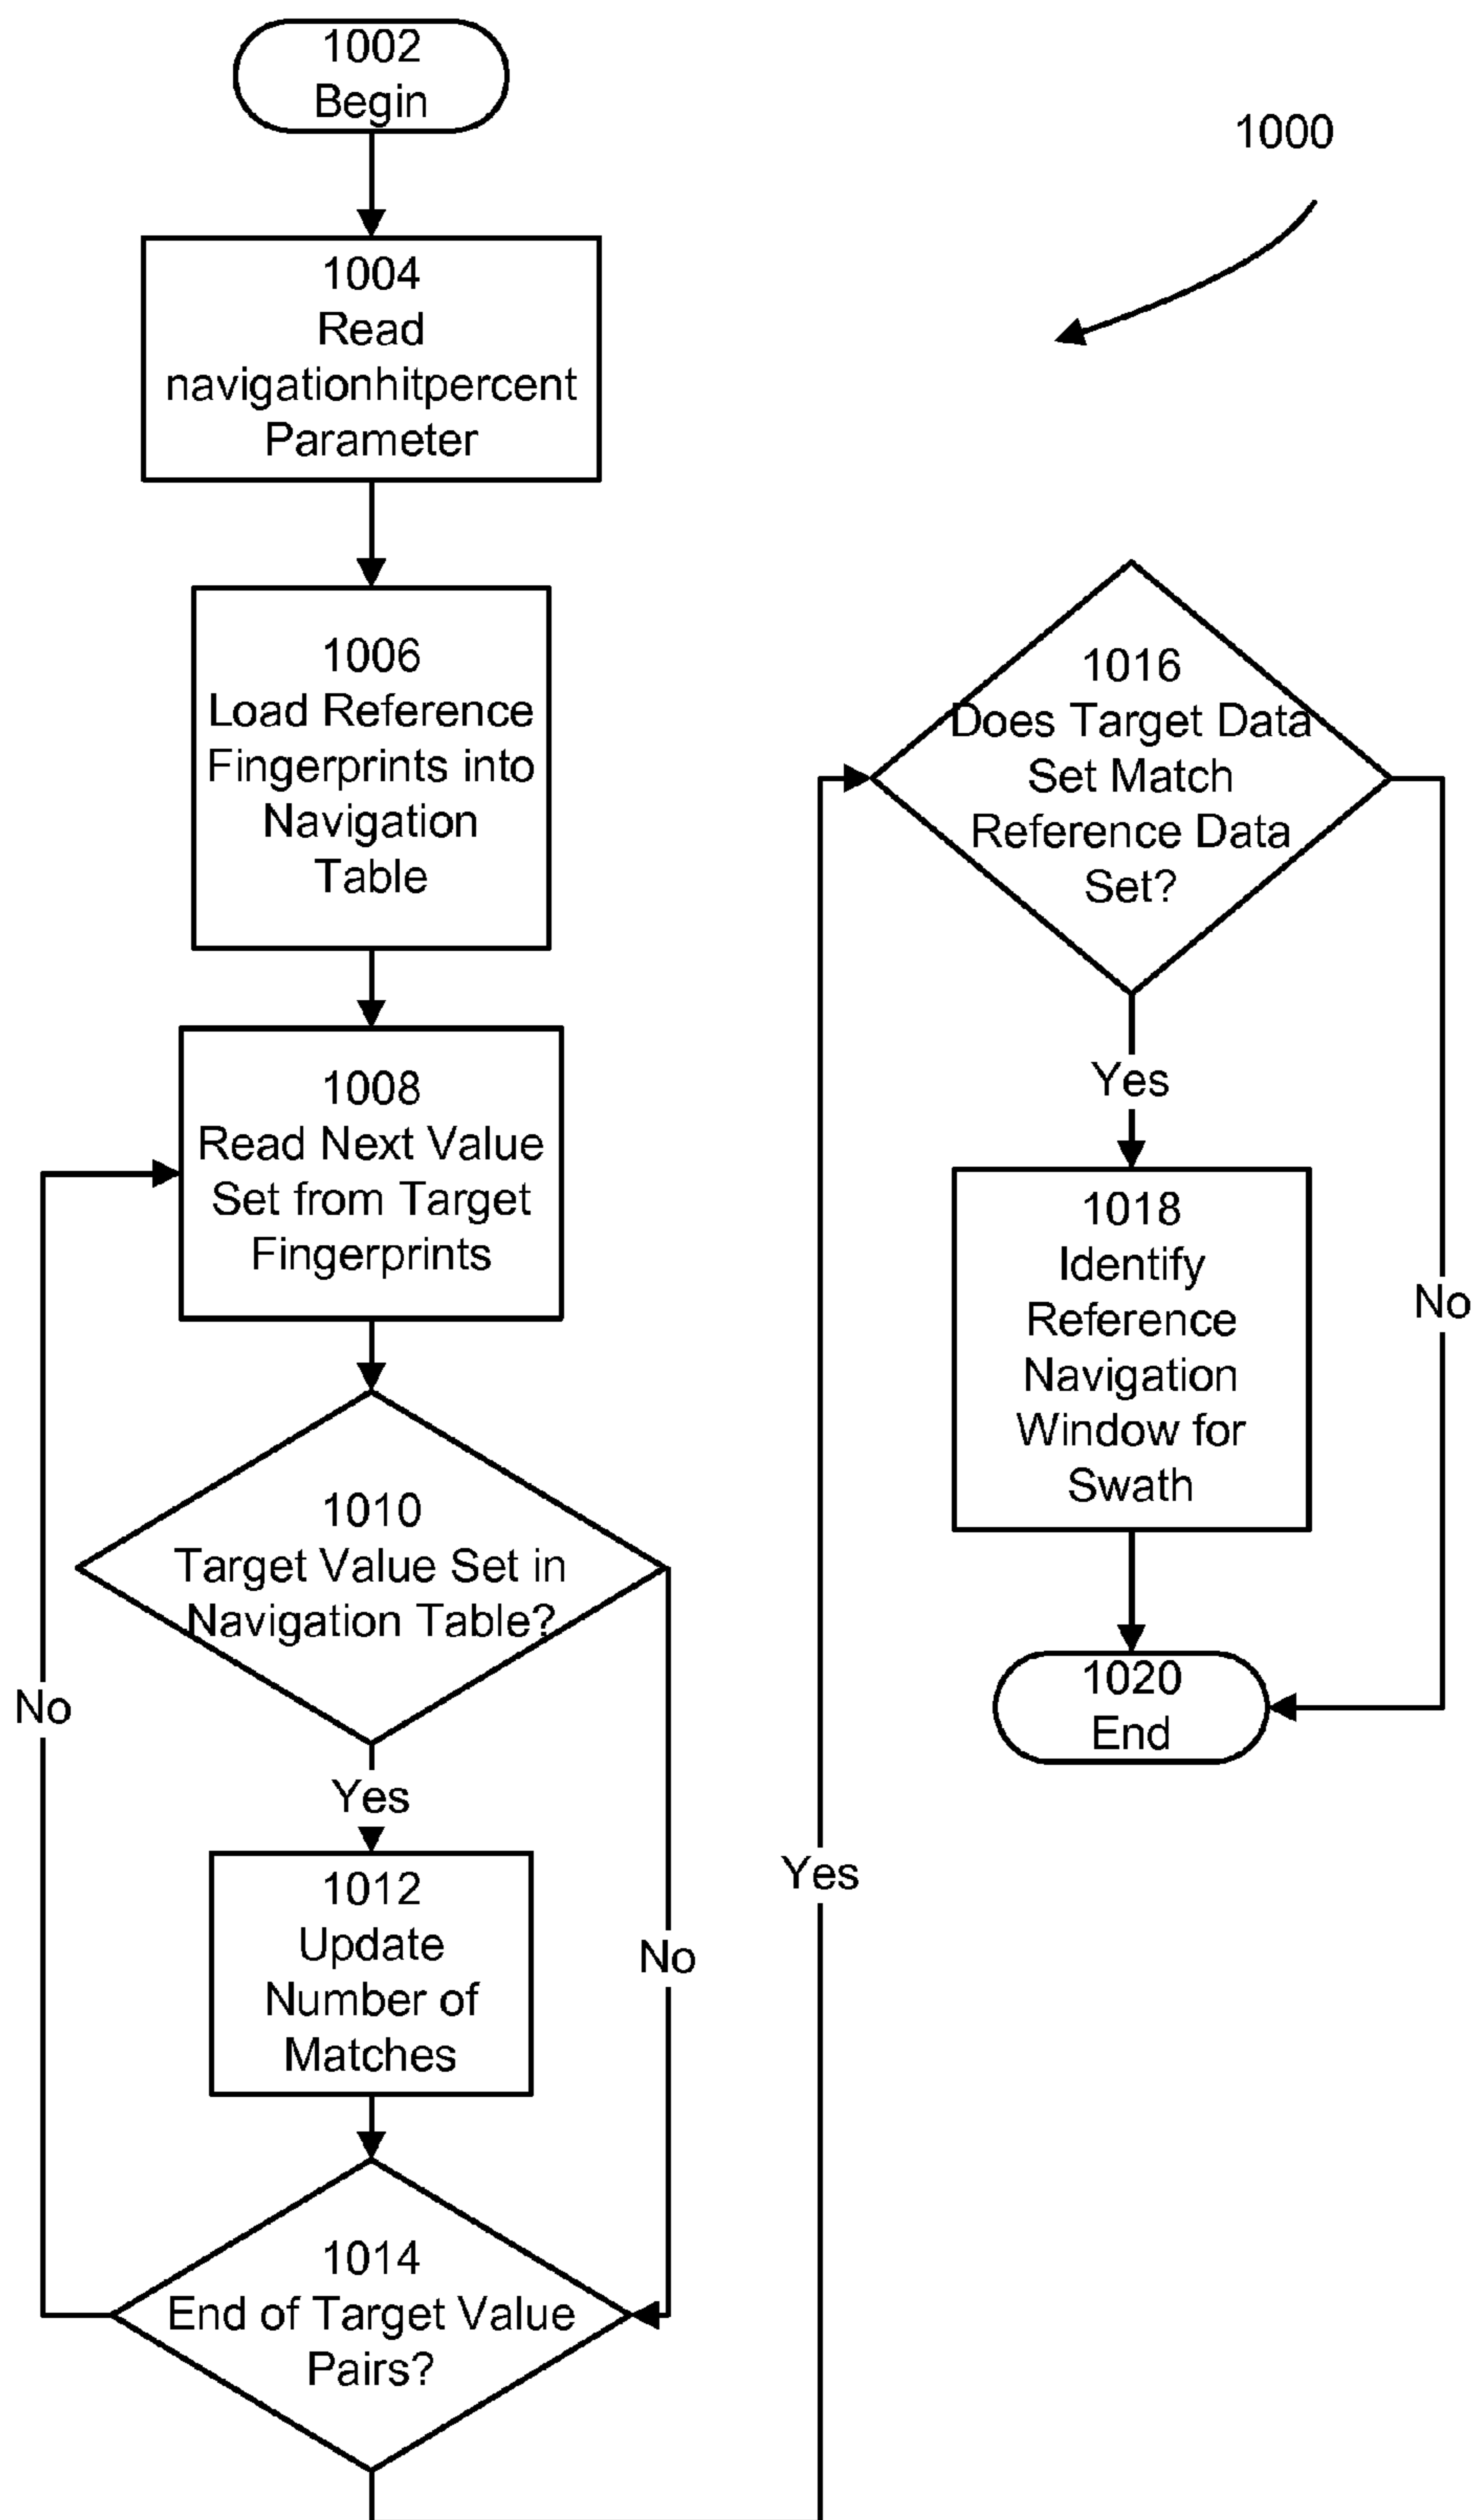 1002
Begin
1000
1004
Read
navigationhitpercent
Parameter
1006
Load Reference
Fingerprints into
Navigation
Table
1008
Read Next Value
Set from Target
Fingerprints
1010
Target Value Set in
Navigation Table?
No
Yes
1012
Update
Number of
Matches
No
1014
End of Target Value
Pairs?
Yes
1016
Does Target Data
Set Match
Reference Data
Set?
Yes
1018
Identify
Reference
Navigation
Window for
Swath
No
1020
End